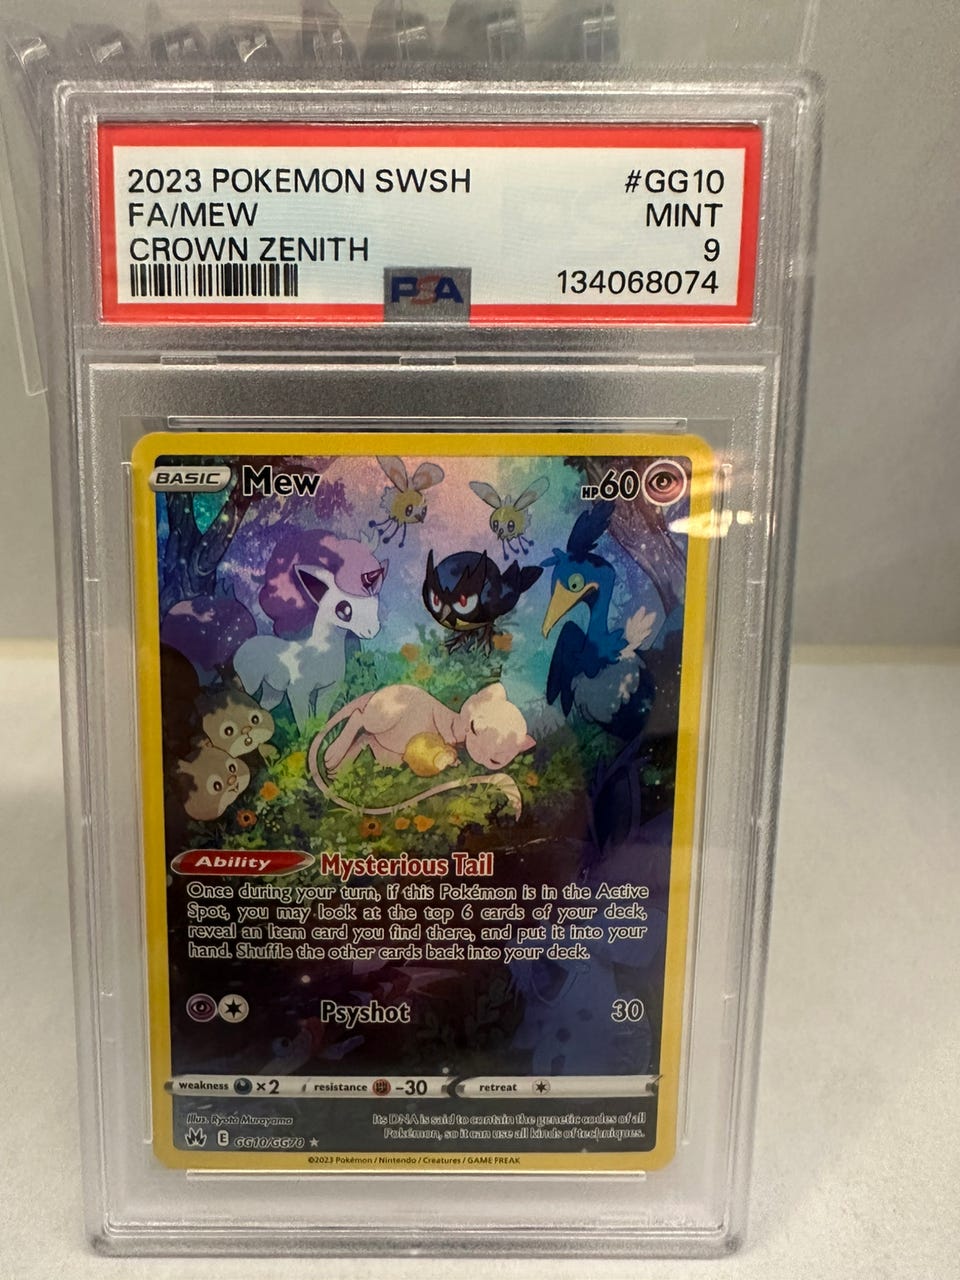 2023 POKEMON SWSH #GG10
FA/MEW MINT
CROWN ZENITH 9
PSA 134068074
BASIC Mew HP60
Ability Mysterious Tail
Once during your turn, if this Pokémon is in the Active
Spot, you may look at the top 6 cards of your deck,
reveal an Item card you find there, and put it into your
hand. Shuffle the other cards back into your deck.
Psyshot 30
weakness ×2 resistance -30 retreat
Illus. Ryota Murayama
Its DNA is said to contain the genetic codes of all
Pokémon, so it can use all kinds of techniques.
E GG10/GG70
©2023 Pokémon / Nintendo / Creatures / GAME FREAK